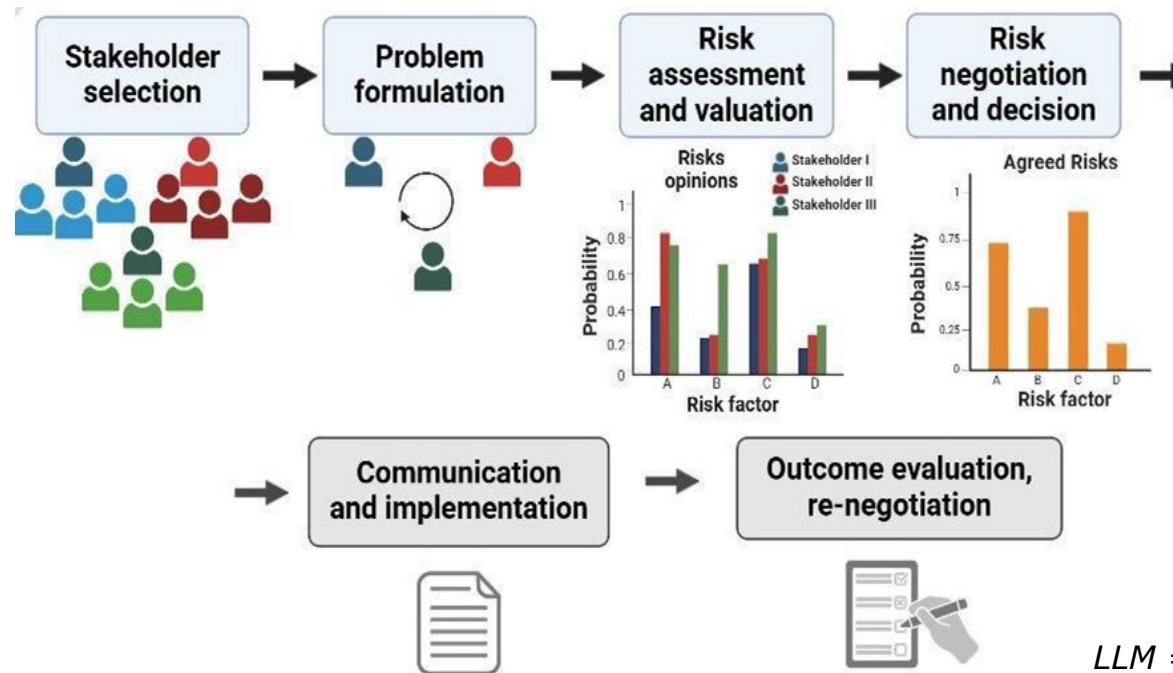 Stakeholder
selection
Problem
formulation
Risk
assessment
and valuation
Risk
negotiation
and decision
Risks
opinions
Stakeholder I
Stakeholder II
Stakeholder III
Probability
1
0.8
0.6
0.4
0.2
0
A B C D
Risk factor
Agreed Risks
Probability
1
0.75
0.5
0.25
0
A B C D
Risk factor
Communication
and implementation
Outcome evaluation,
re-negotiation
LLM